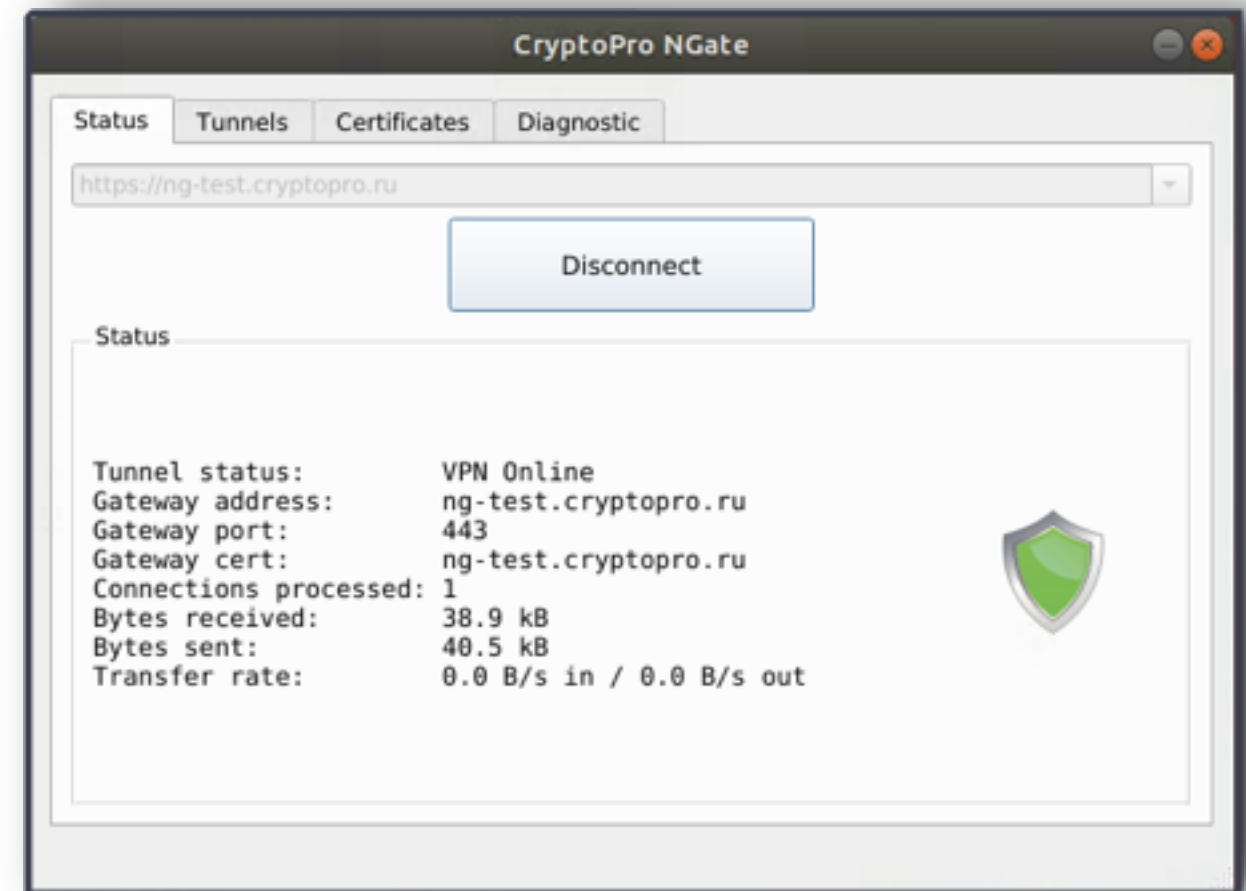 CryptoPro NGate
Status Tunnels Certificates Diagnostic
https://ng-test.cryptopro.ru
Disconnect
Status
Tunnel status: VPN Online
Gateway address: ng-test.cryptopro.ru
Gateway port: 443
Gateway cert: ng-test.cryptopro.ru
Connections processed: 1
Bytes received: 38.9 kB
Bytes sent: 40.5 kB
Transfer rate: 0.0 B/s in / 0.0 B/s out